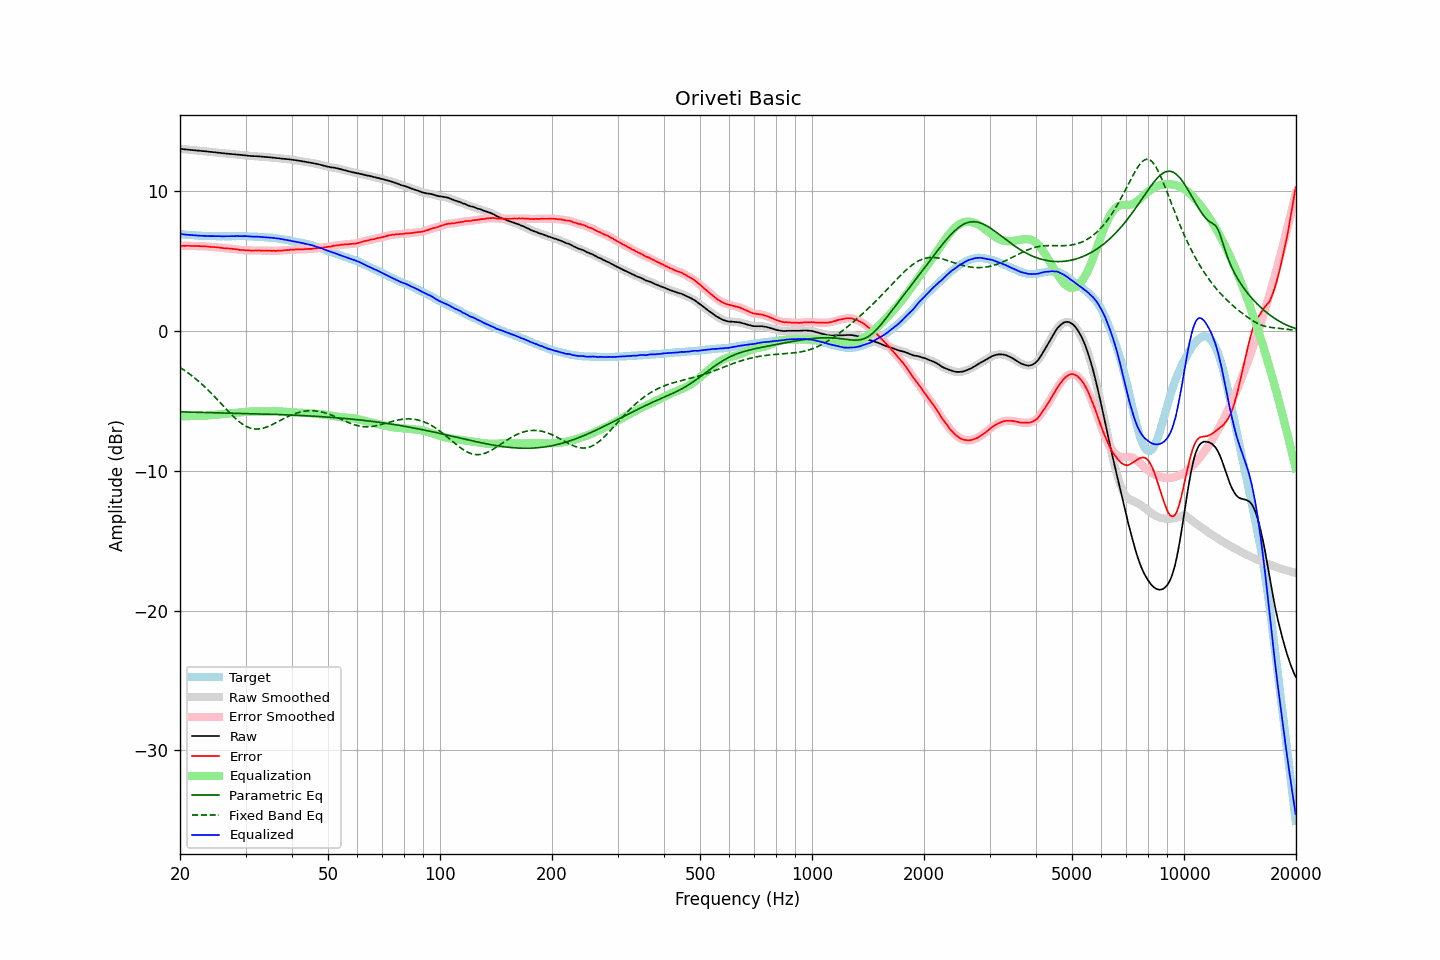 Oriveti Basic
Amplitude (dBr)
10
0
−10
−20
−30
Target
Raw Smoothed
Error Smoothed
Raw
Error
Equalization
Parametric Eq
Fixed Band Eq
Equalized
20 50 100 200 500 1000 2000 5000 10000 20000
Frequency (Hz)